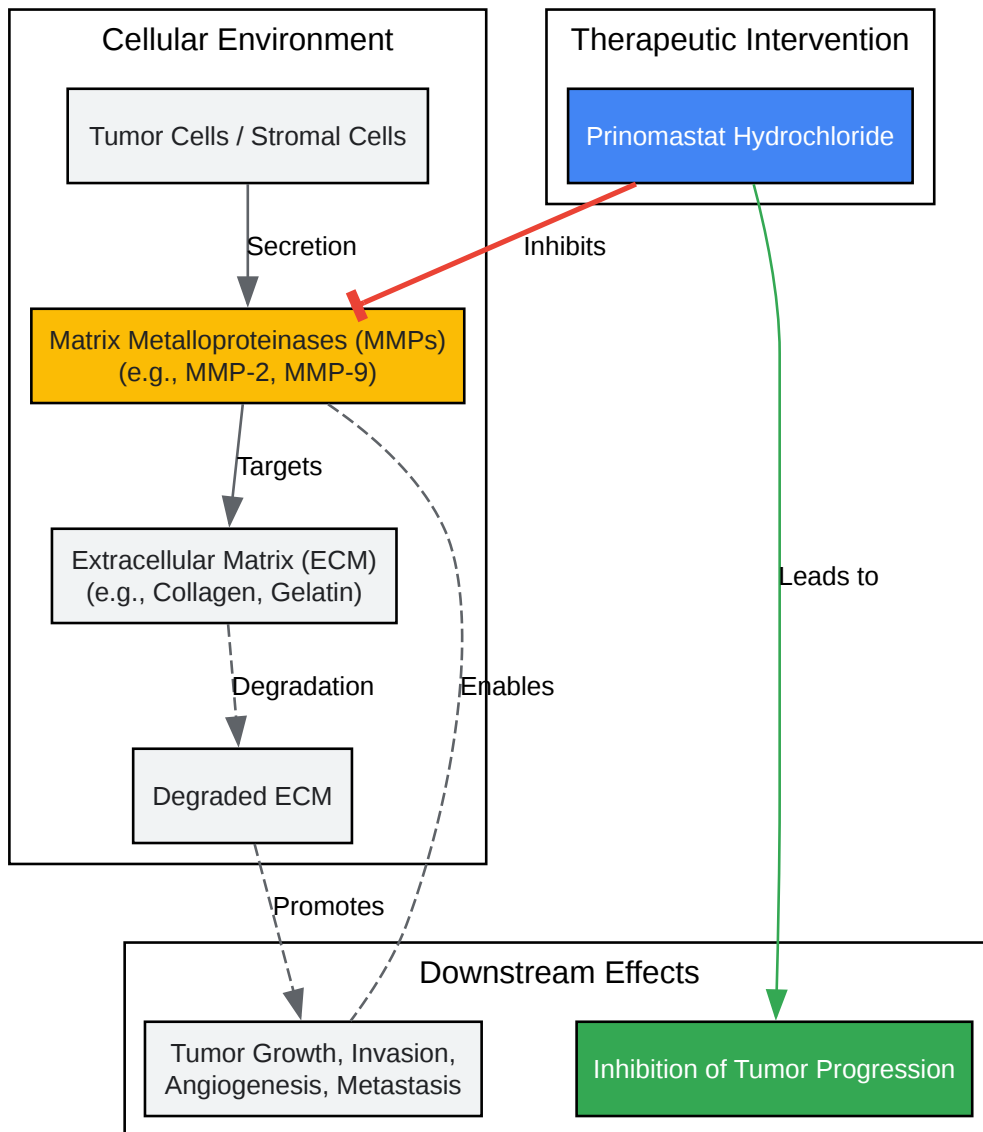 Cellular Environment
Therapeutic Intervention
Tumor Cells / Stromal Cells
Prinomastat Hydrochloride
Secretion
Inhibits
Matrix Metalloproteinases (MMPs)
(e.g., MMP-2, MMP-9)
Targets
Extracellular Matrix (ECM)
(e.g., Collagen, Gelatin)
Leads to
Degradation
Enables
Degraded ECM
Promotes
Downstream Effects
Tumor Growth, Invasion,
Angiogenesis, Metastasis
Inhibition of Tumor Progression